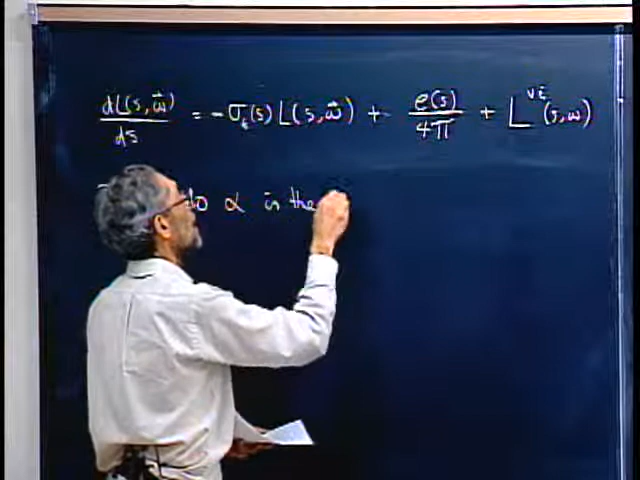 dL(s,ω⃗)/ds = -σₜ(s) L(s,ω⃗) + e(s)/4π + L^vi (s,ω)
α in the